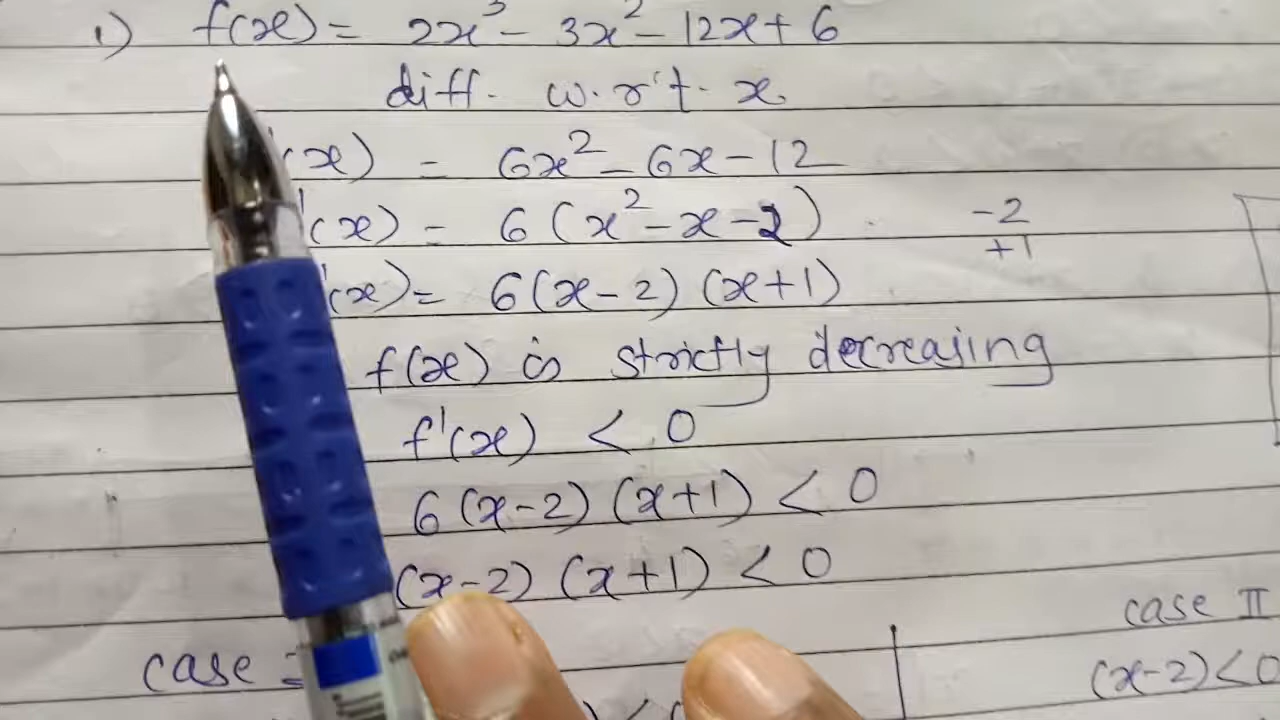 1) f(x) = 2x³ - 3x² - 12x + 6
diff. w.r.t. x.
'(x) = 6x² - 6x - 12
'(x) = 6(x² - x - 2)
-2
+1
'(x) = 6(x-2) (x+1)
f(x) is strictly decreasing
f'(x) < 0
6(x-2) (x+1) < 0
(x-2) (x+1) < 0
case
case II
(x-2) < 0